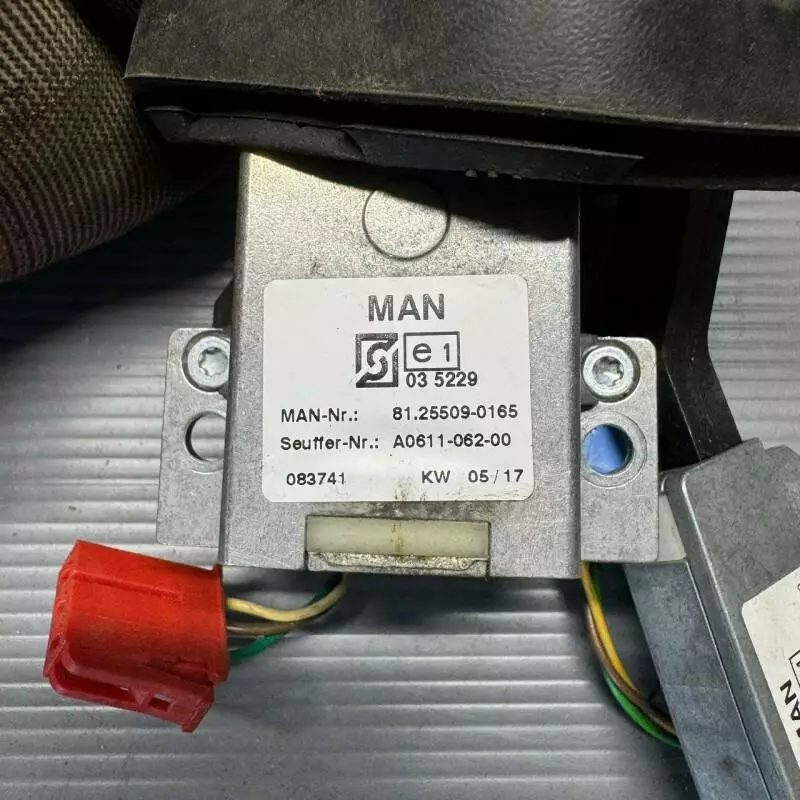 MAN
e 1
03 5229
MAN-Nr.: 81.25509-0165
Seuffer-Nr.: A0611-062-00
083741 KW 05/17